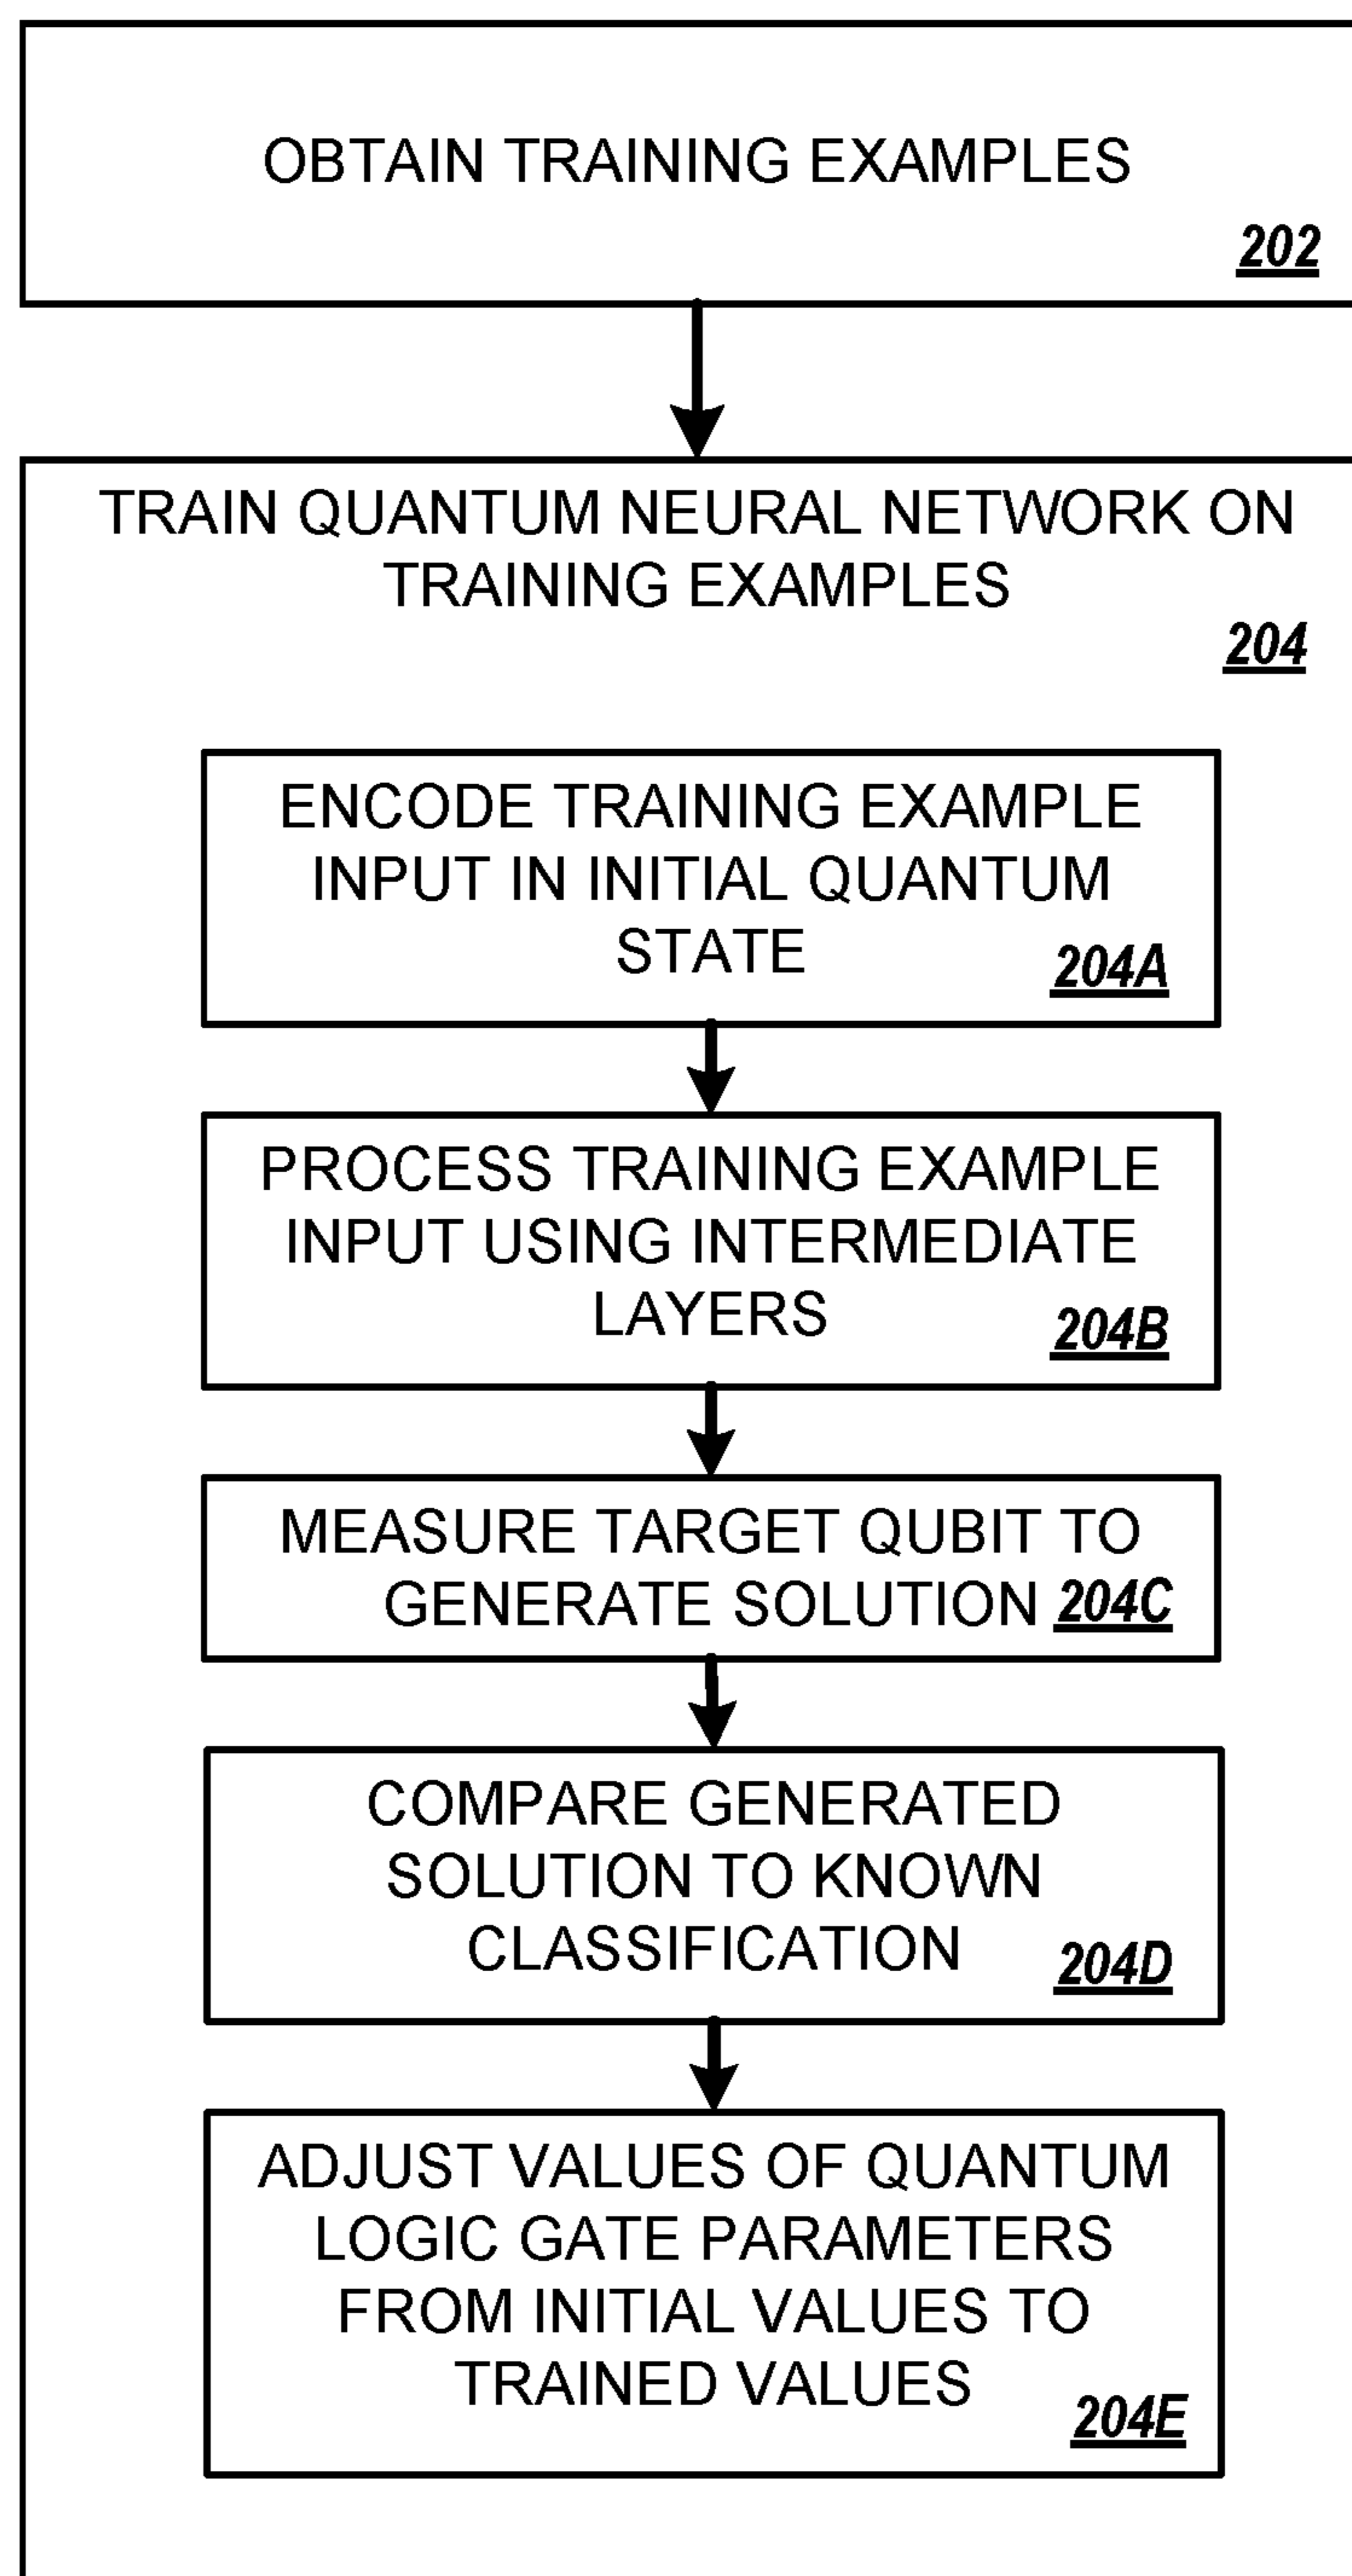 OBTAIN TRAINING EXAMPLES
202
TRAIN QUANTUM NEURAL NETWORK ON
TRAINING EXAMPLES
204
ENCODE TRAINING EXAMPLE
INPUT IN INITIAL QUANTUM
STATE
204A
PROCESS TRAINING EXAMPLE
INPUT USING INTERMEDIATE
LAYERS
204B
MEASURE TARGET QUBIT TO
GENERATE SOLUTION 204C
COMPARE GENERATED
SOLUTION TO KNOWN
CLASSIFICATION
204D
ADJUST VALUES OF QUANTUM
LOGIC GATE PARAMETERS
FROM INITIAL VALUES TO
TRAINED VALUES
204E